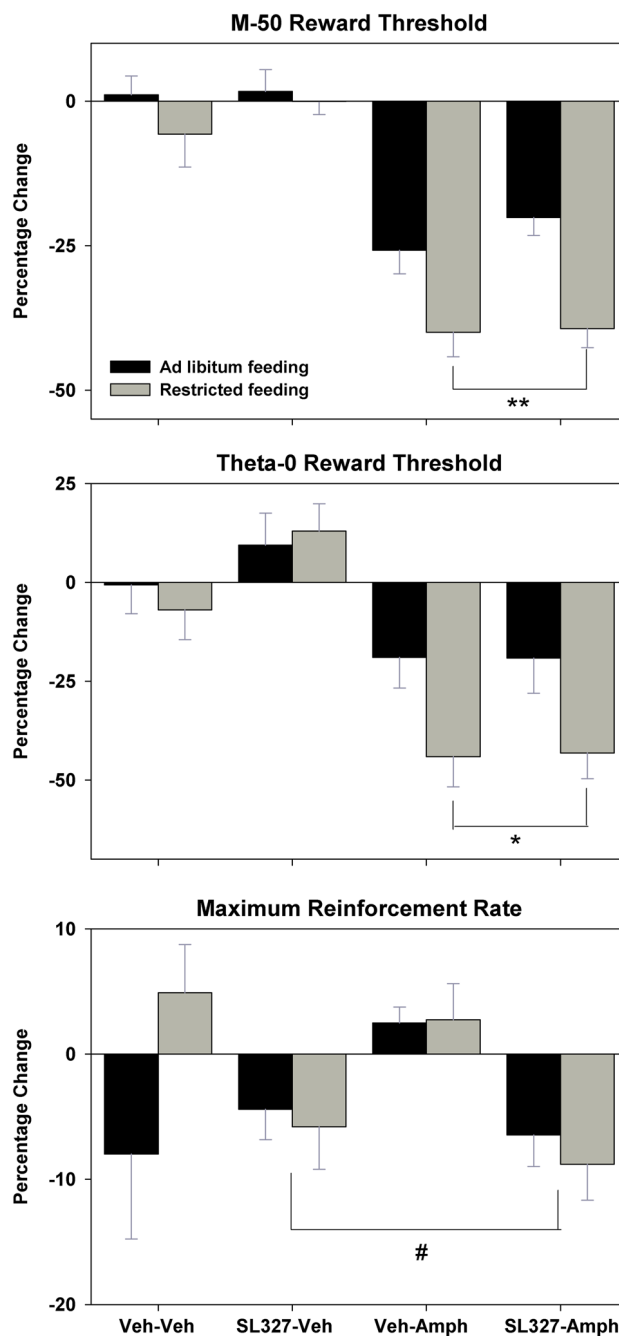 M-50 Reward Threshold
0
-25
-50
Percentage Change
Ad libitum feeding
Restricted feeding
**
Theta-0 Reward Threshold
25
0
-25
-50
Percentage Change
*
Maximum Reinforcement Rate
10
0
-10
-20
Percentage Change
#
Veh-Veh SL327-Veh Veh-Amph SL327-Amph